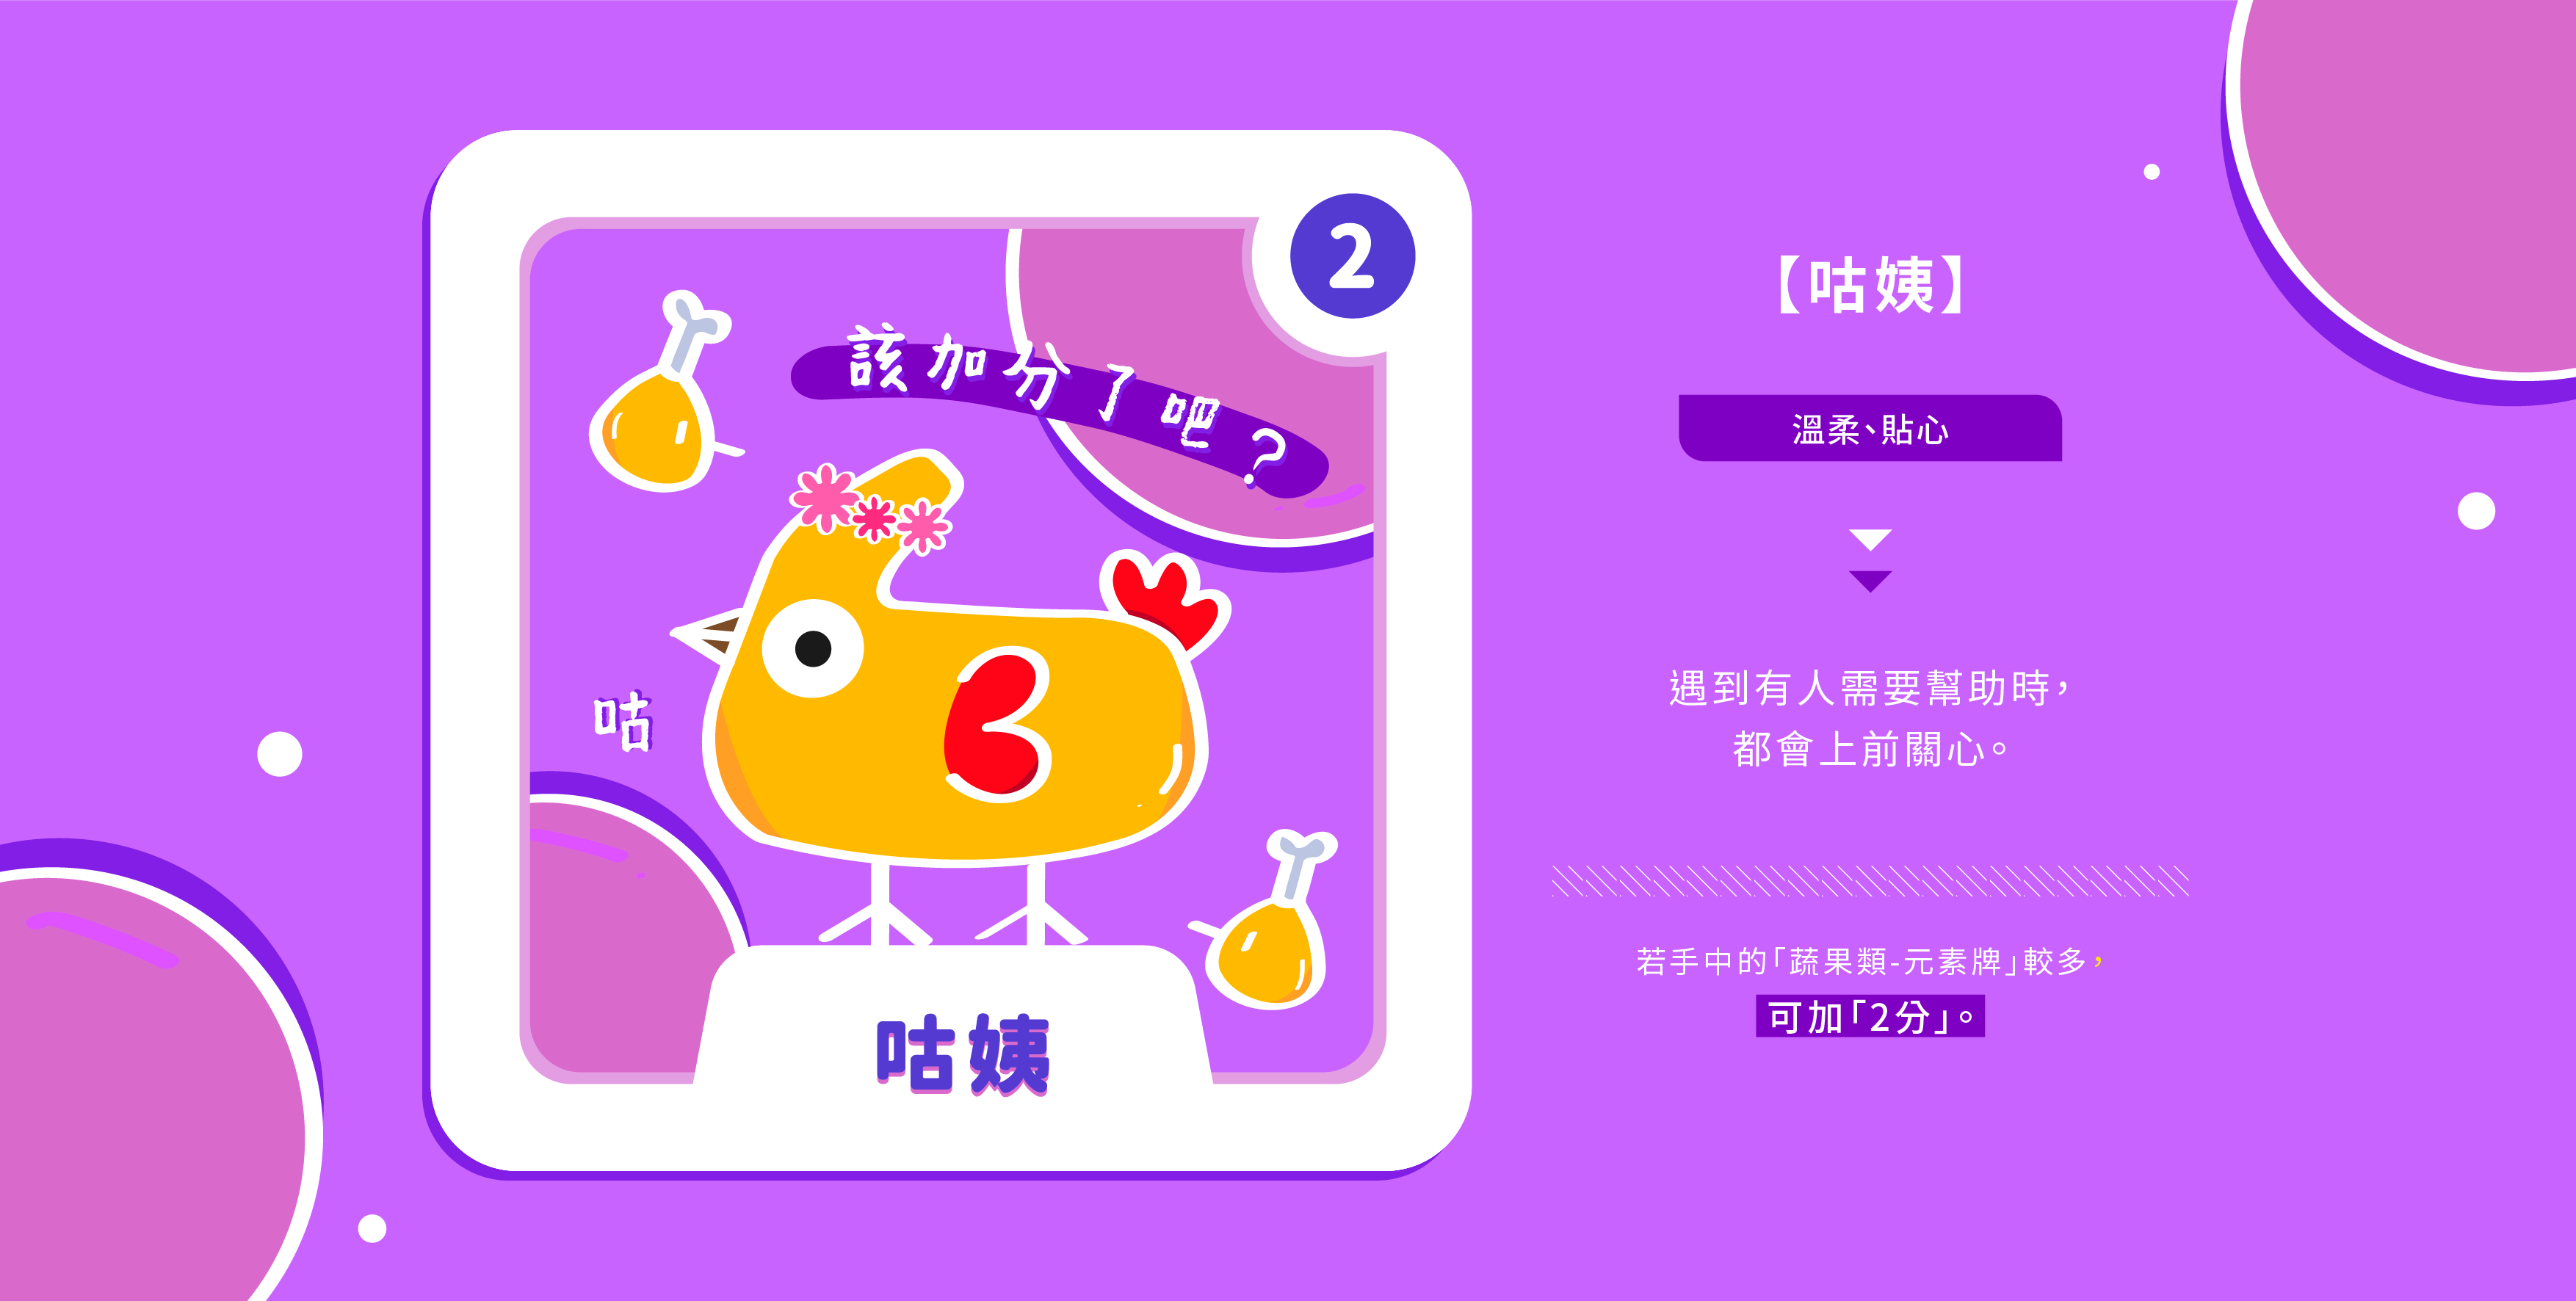 2
該加分了吧?
咕
咕姨
【咕姨】
溫柔、貼心
遇到有人需要幫助時,
都會上前關心。
若手中的「蔬果類-元素牌」較多,
可加「2分」。